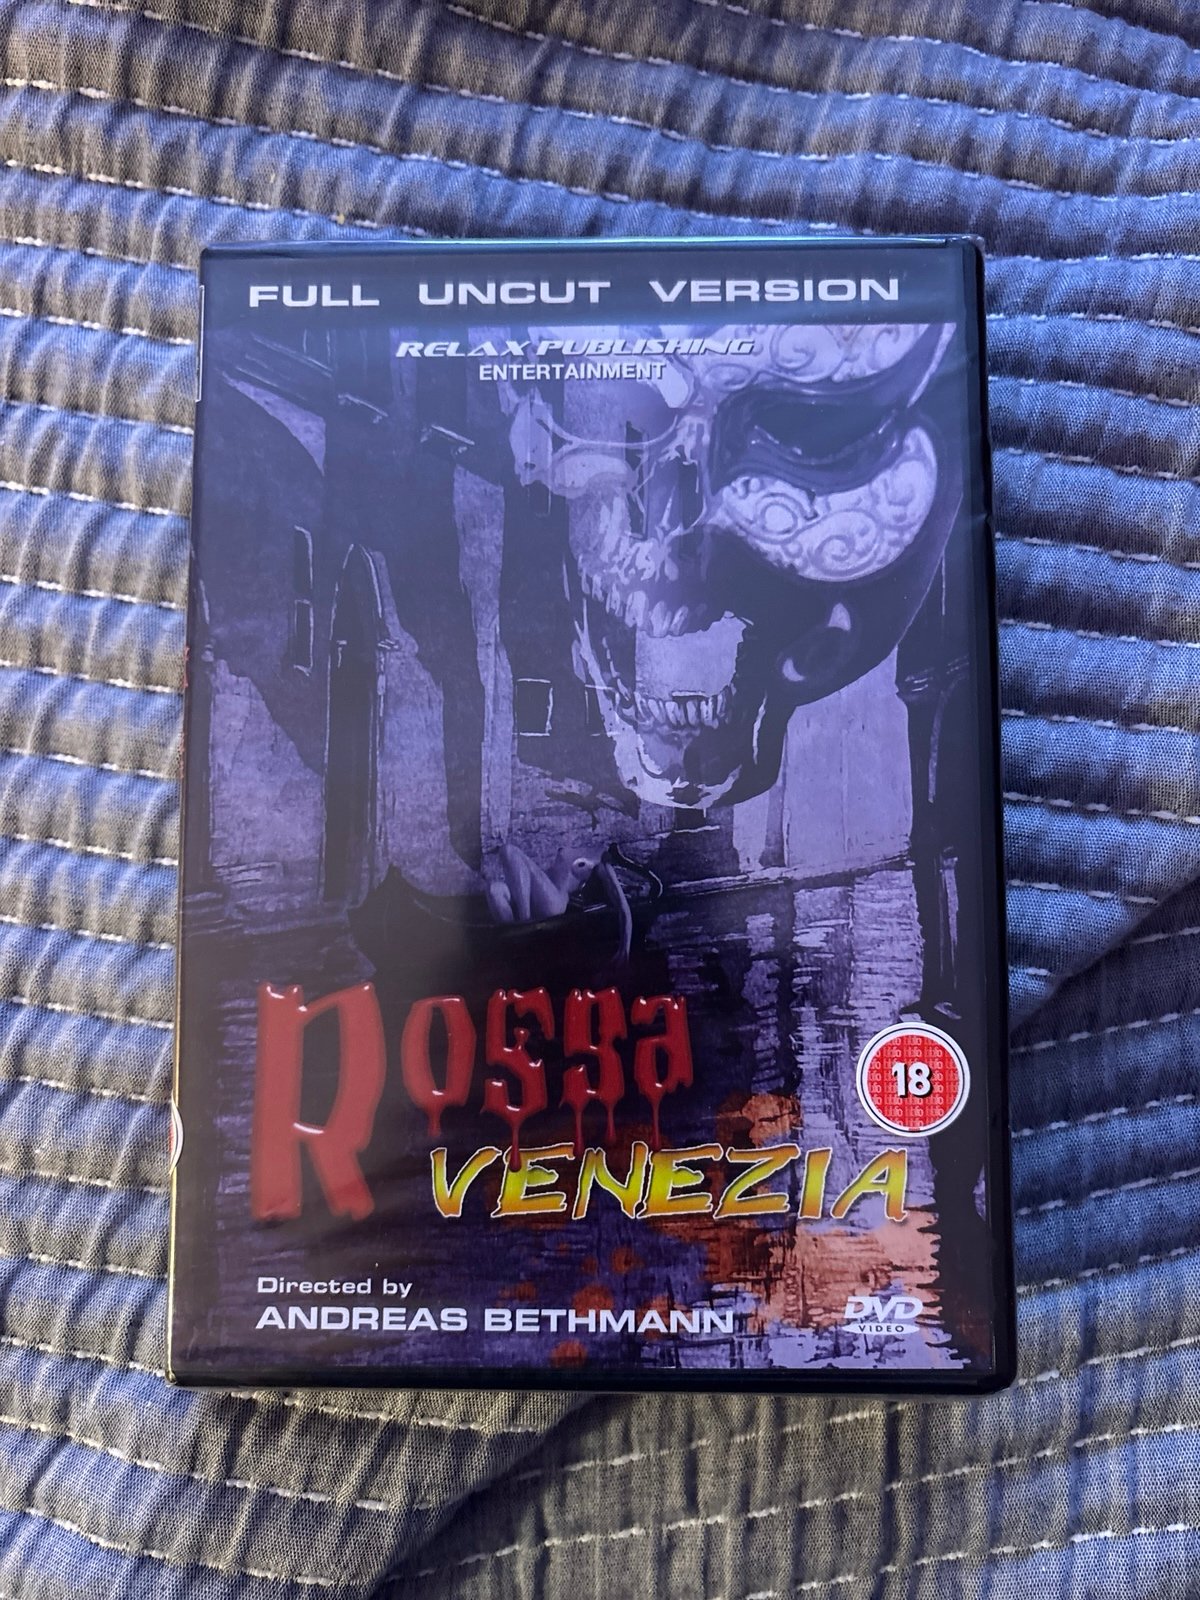 FULL UNCUT VERSION
RELAX PUBLISHING
ENTERTAINMENT
Rossa
VENEZIA
18
Directed by
ANDREAS BETHMANN
DVD
VIDEO